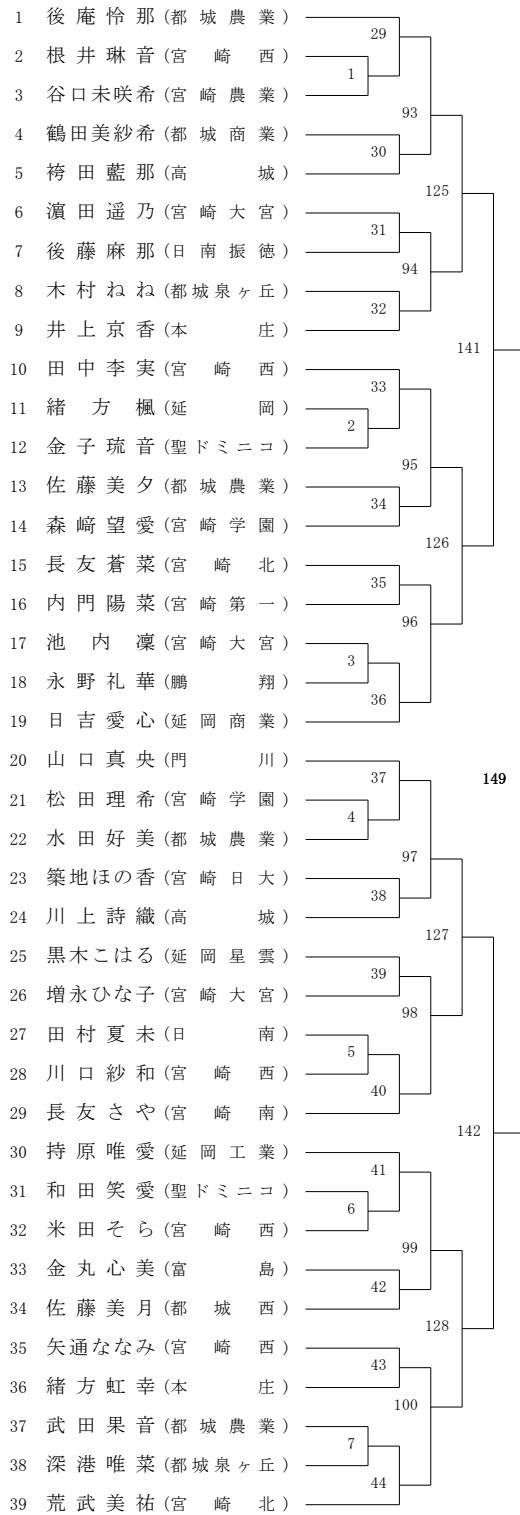 1 後庵怜那(都城農業)
2 根井琳音(宮崎西)
3 谷口未咲希(宮崎農業)
4 鶴田美紗希(都城商業)
5 袴田藍那(高城)
6 濵田遥乃(宮崎大宮)
7 後藤麻那(日南振徳)
8 木村ねね(都城泉ヶ丘)
9 井上京香(本庄)
10 田中李実(宮崎西)
11 緒方楓(延岡)
12 金子琉音(聖ドミニコ)
13 佐藤美夕(都城農業)
14 森﨑望愛(宮崎学園)
15 長友蒼菜(宮崎北)
16 内門陽菜(宮崎第一)
17 池内凜(宮崎大宮)
18 永野礼華(鵬翔)
19 日吉愛心(延岡商業)
20 山口真央(門川)
21 松田理希(宮崎学園)
22 水田好美(都城農業)
23 築地ほの香(宮崎日大)
24 川上詩織(高城)
25 黒木こはる(延岡星雲)
26 増永ひな子(宮崎大宮)
27 田村夏未(日南)
28 川口紗和(宮崎西)
29 長友さや(宮崎南)
30 持原唯愛(延岡工業)
31 和田笑愛(聖ドミニコ)
32 米田そら(宮崎西)
33 金丸心美(富島)
34 佐藤美月(都城西)
35 矢通ななみ(宮崎西)
36 緒方虹幸(本庄)
37 武田果音(都城農業)
38 深港唯菜(都城泉ヶ丘)
39 荒武美祐(宮崎北)
1
2
3
4
5
6
7
29
30
31
32
33
34
35
36
37
38
39
40
41
42
43
44
93
94
95
96
97
98
99
100
125
126
127
128
141
142
149